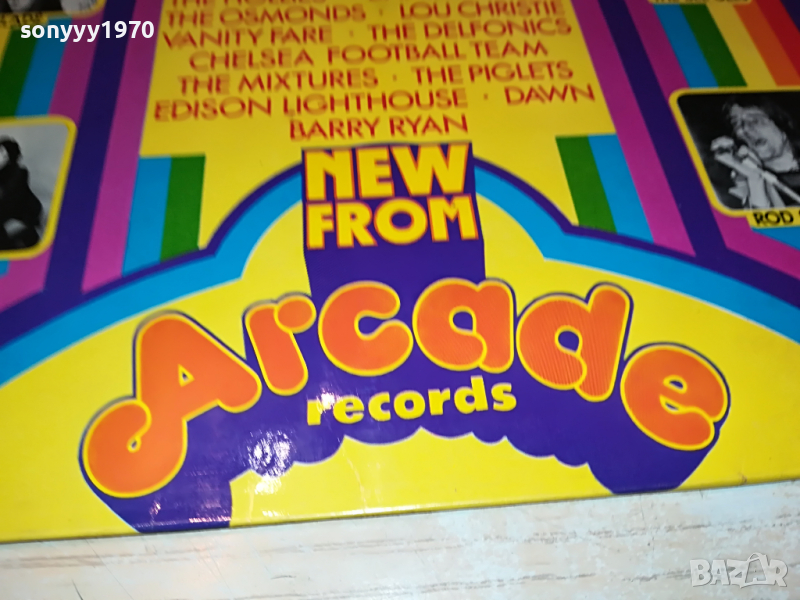 sonyyy1970
THE OSMONDS · LOU CHRISTIE
VANITY FARE · THE DELFONICS
CHELSEA FOOTBALL TEAM
THE MIXTURES · THE PIGLETS
EDISON LIGHTHOUSE · DAWN
BARRY RYAN
ROD
NEW
FROM
Arcade
records
BAZAR